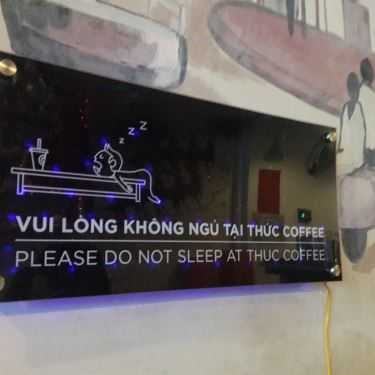 z z z
VUI LÒNG KHÔNG NGỦ TẠI THỨC COFFEE
PLEASE DO NOT SLEEP AT THUC COFFEE